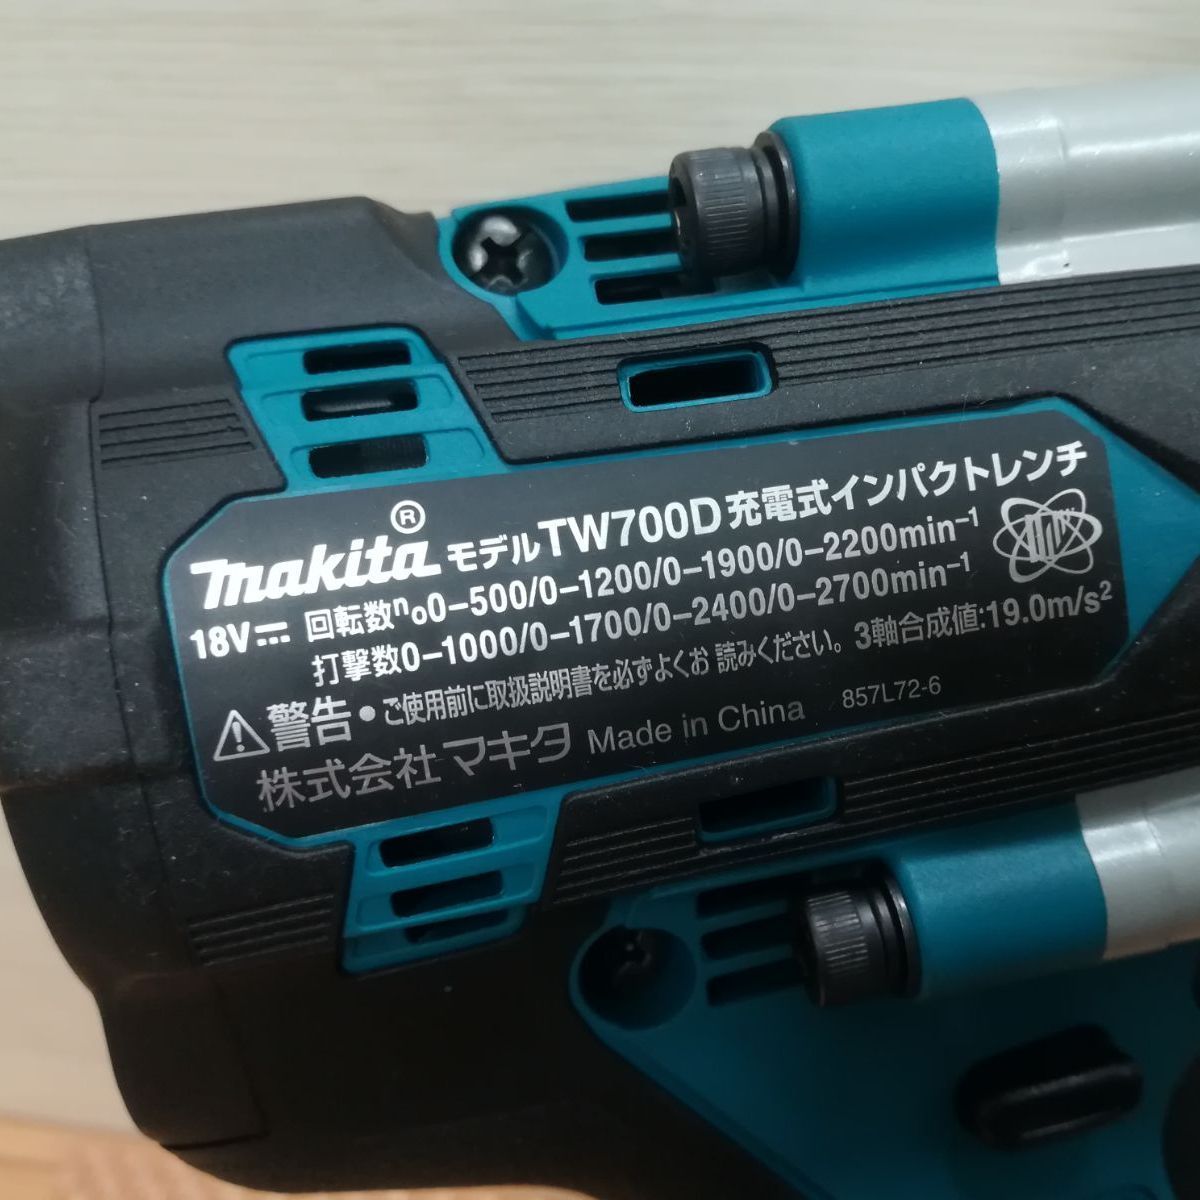 makita® モデルTW700D 充電式インパクトレンチ
18V⎓ 回転数n₀0-500/0-1200/0-1900/0-2200min⁻¹
打撃数0-1000/0-1700/0-2400/0-2700min⁻¹
⚠警告 ●ご使用前に取扱説明書を必ずよくお 読みください。3軸合成値:19.0m/s²
株式会社マキタ Made in China 857L72-6